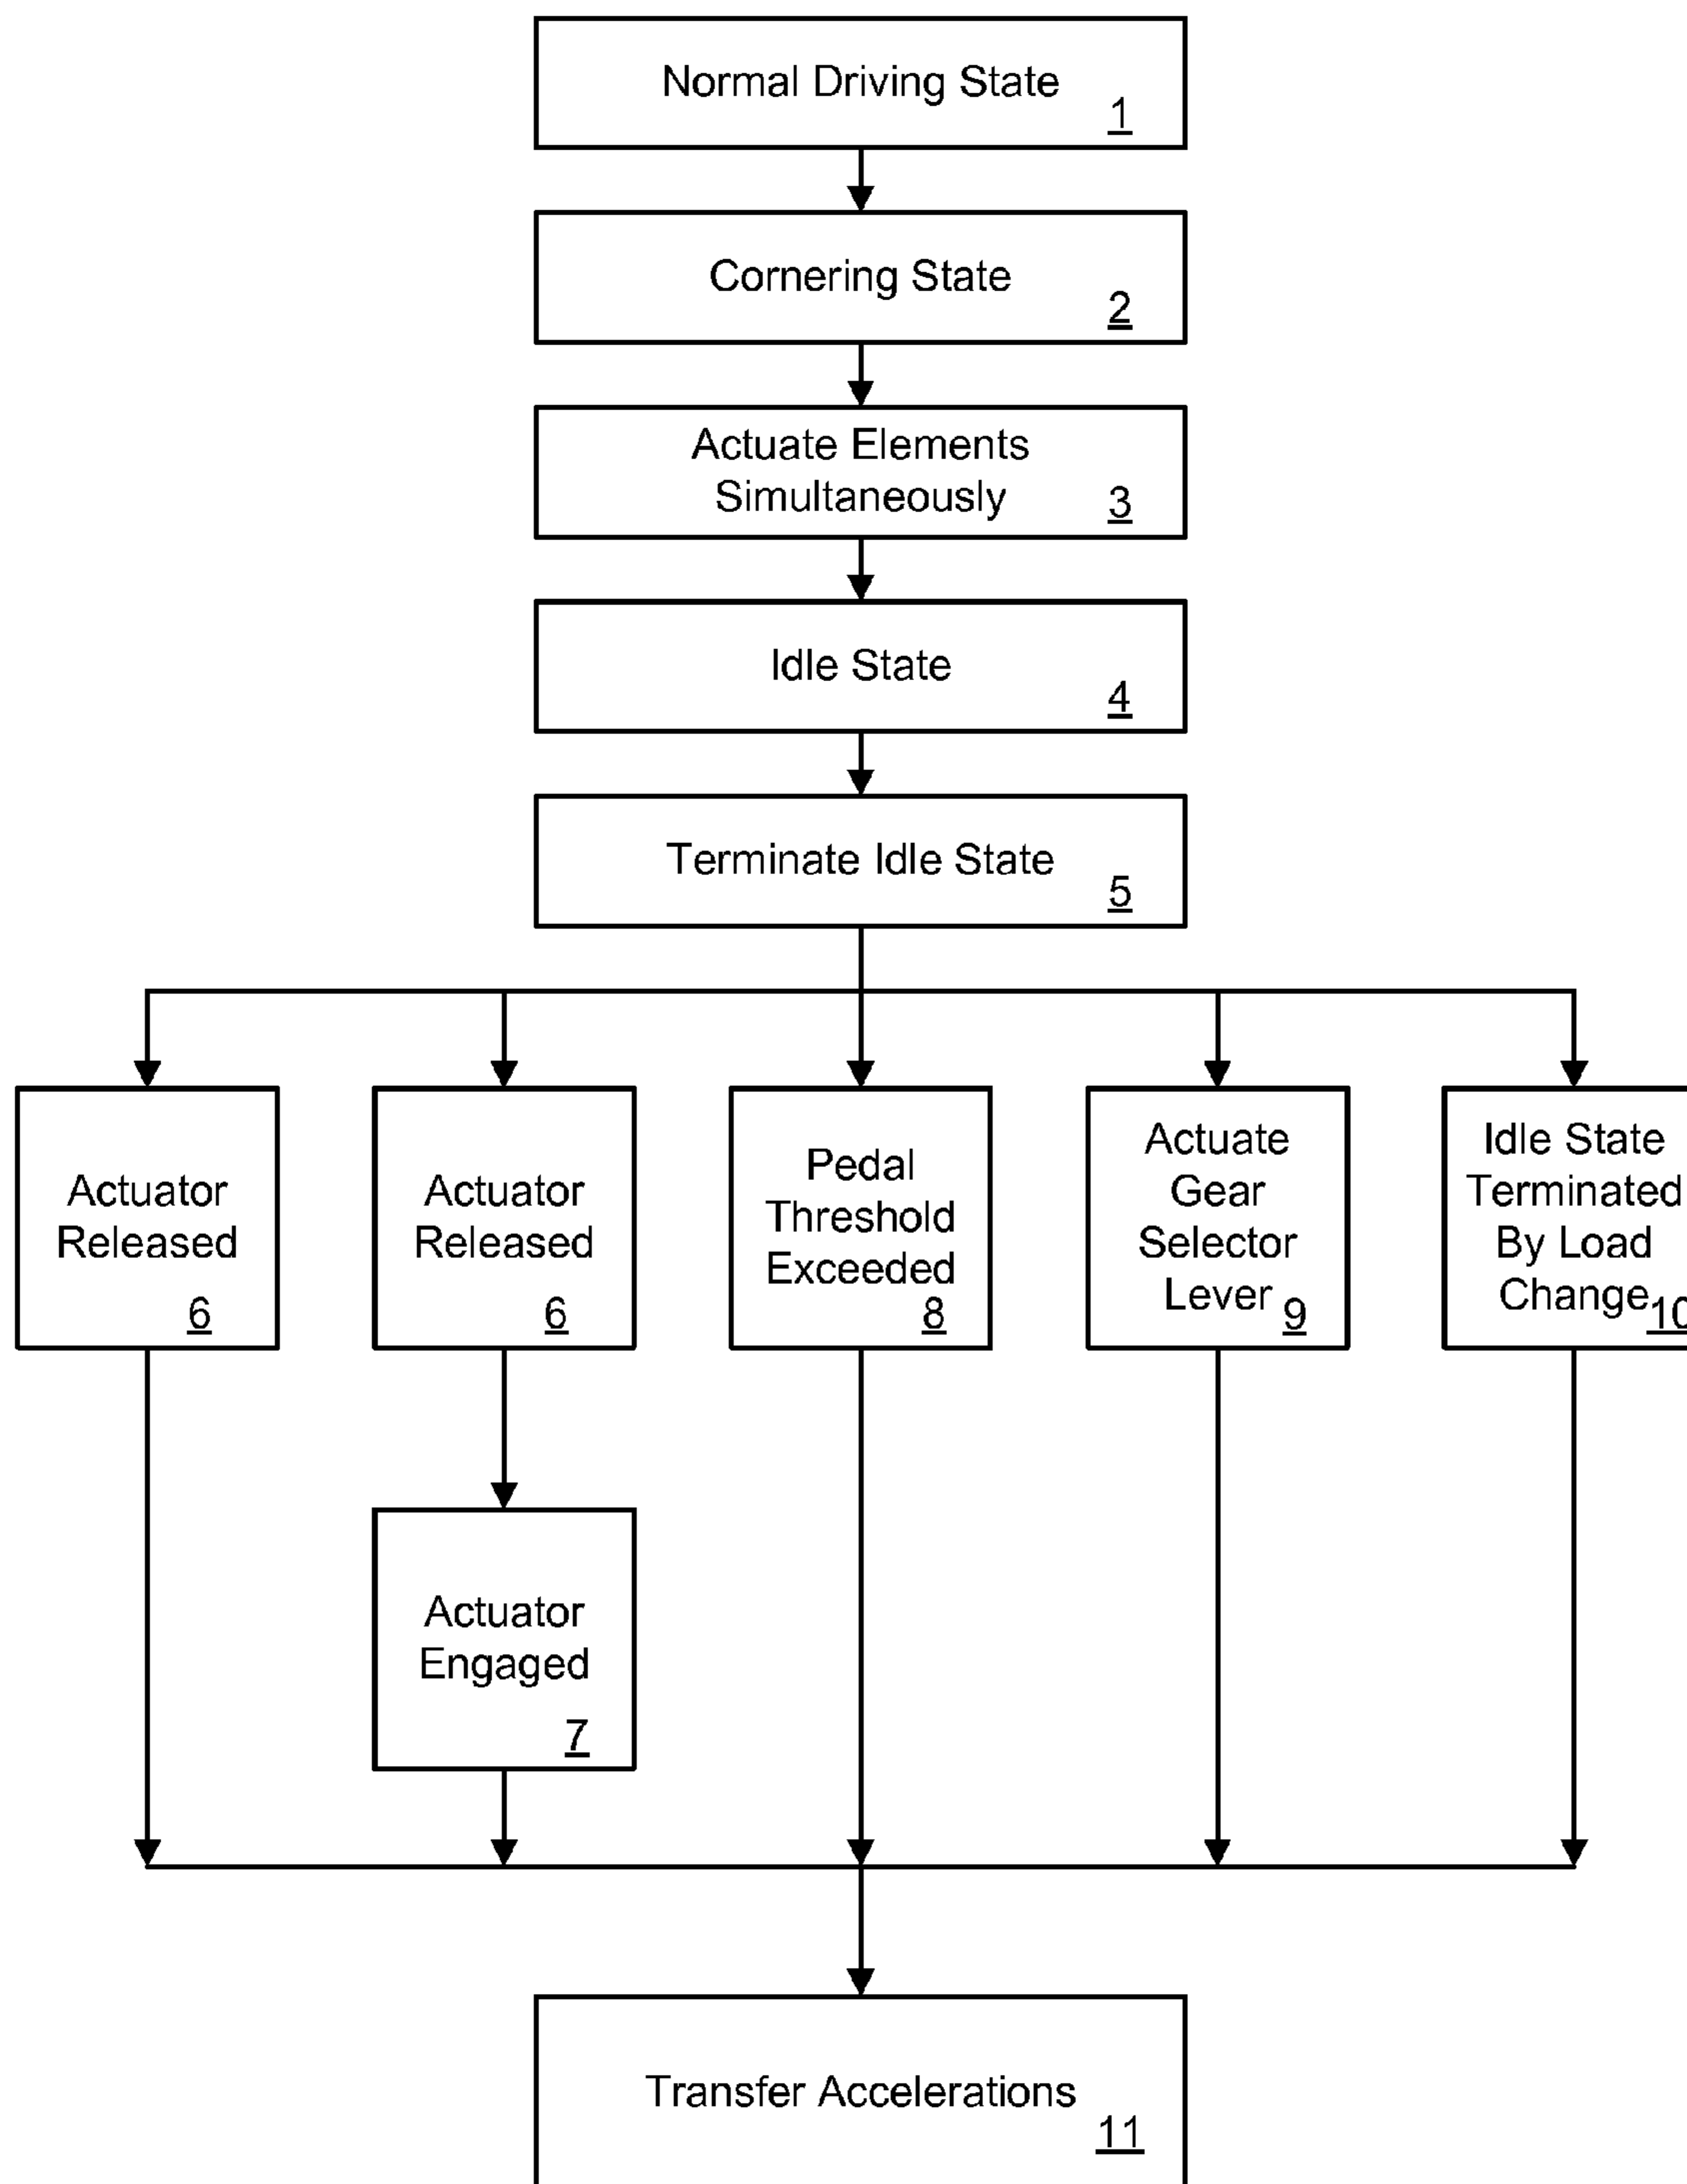 Normal Driving State
1
Cornering State
2
Actuate Elements
Simultaneously
3
Idle State
4
Terminate Idle State
5
Actuator
Released
6
Actuator
Released
6
Pedal
Threshold
Exceeded
8
Actuate
Gear
Selector
Lever
9
Idle State
Terminated
By Load
Change
10
Actuator
Engaged
7
Transfer Accelerations
11